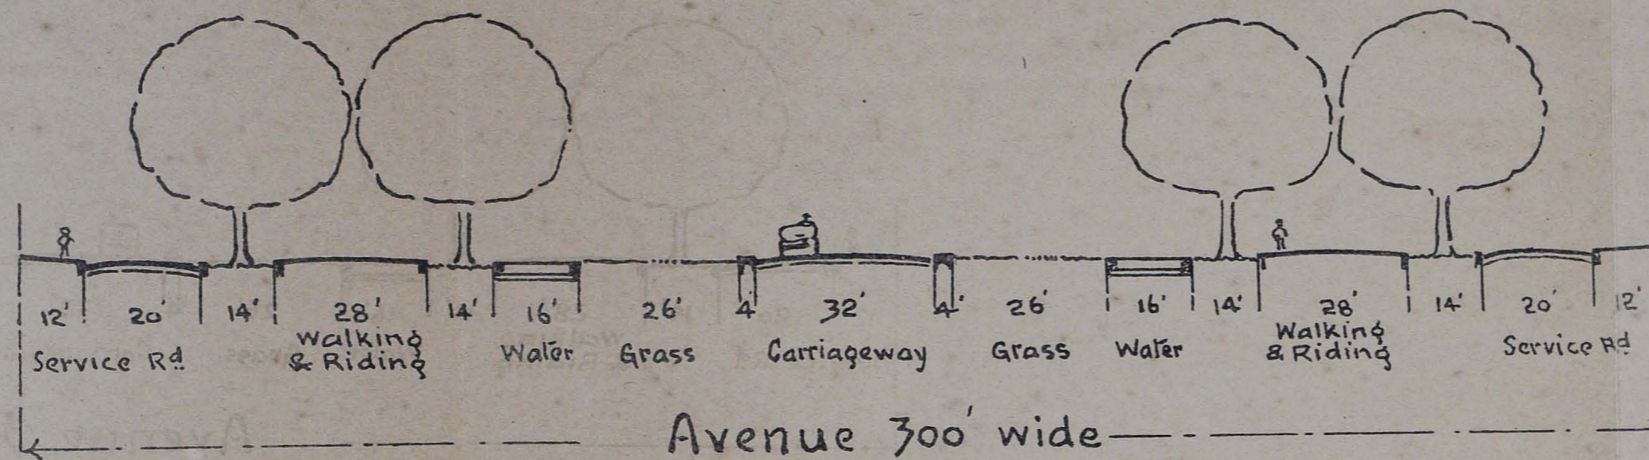 12' 20' 14' 28' 14' 16' 26' 4' 32' 4' 26' 16' 14' 28' 14' 20' 12'
Service Rd
Walking
& Riding
Water
Grass
Carriageway
Grass
Water
Walking
& Riding
Service Rd
Avenue 300' wide